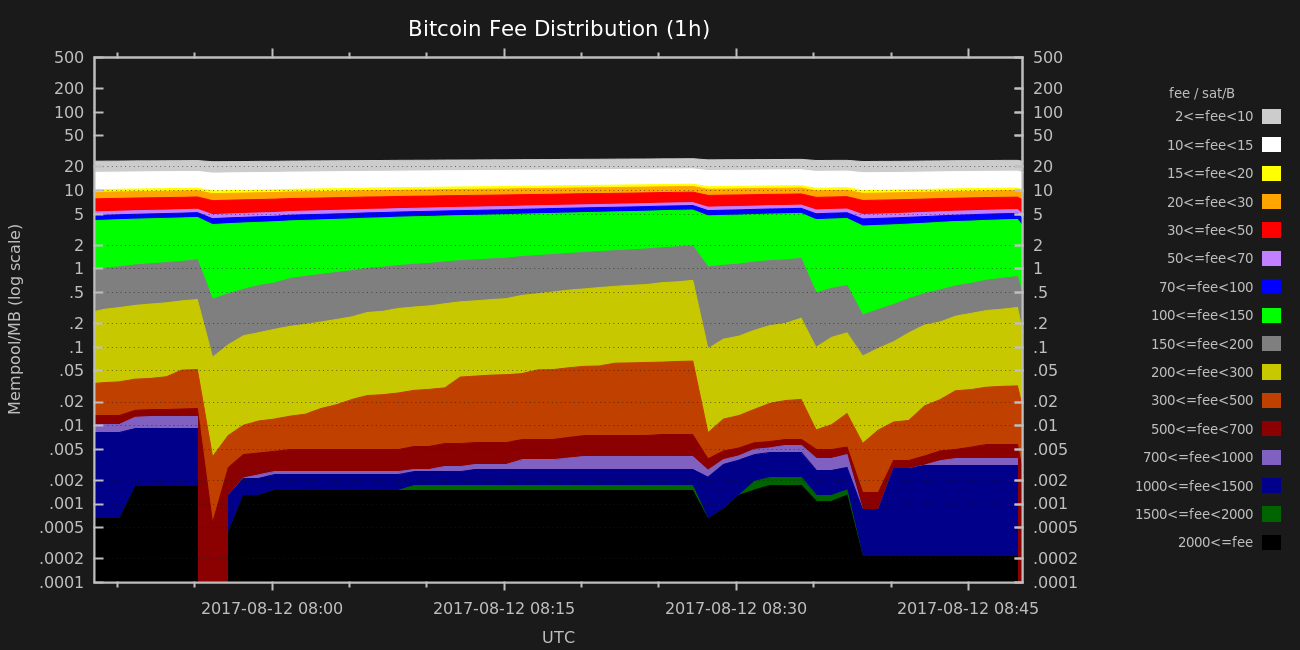 Bitcoin Fee Distribution (1h)
Mempool/MB (log scale)
500
200
100
50
20
10
5
2
1
.5
.2
.1
.05
.02
.01
.005
.002
.001
.0005
.0002
.0001
500
200
100
50
20
10
5
2
1
.5
.2
.1
.05
.02
.01
.005
.002
.001
.0005
.0002
.0001
2017-08-12 08:00 2017-08-12 08:15 2017-08-12 08:30 2017-08-12 08:45
UTC
fee / sat/B
2<=fee<10
10<=fee<15
15<=fee<20
20<=fee<30
30<=fee<50
50<=fee<70
70<=fee<100
100<=fee<150
150<=fee<200
200<=fee<300
300<=fee<500
500<=fee<700
700<=fee<1000
1000<=fee<1500
1500<=fee<2000
2000<=fee